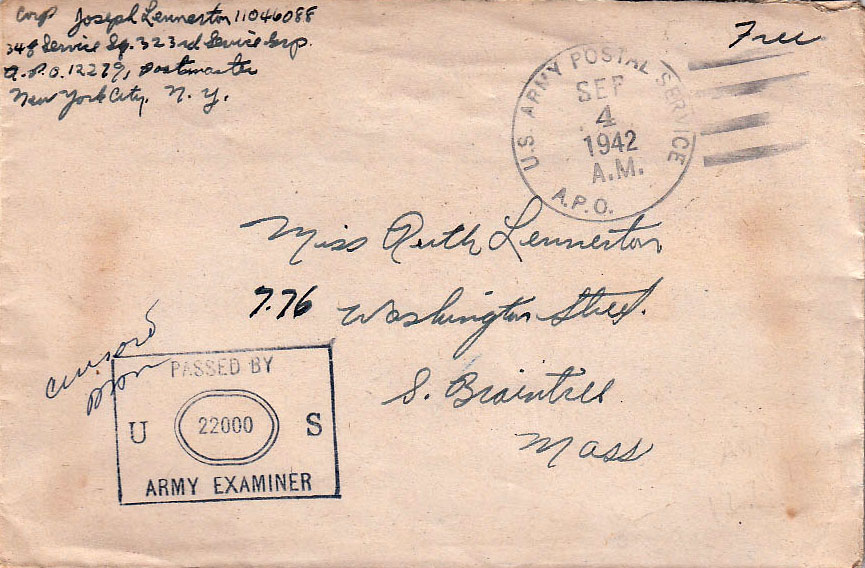 Corp Joseph Lennerton 11046088
348 Service Sq. 323rd Service Grp.
A.P.O. 12279, Postmaster
New York City, N. Y.
Free
U.S. ARMY POSTAL SERVICE
SEP
4
1942
A.M.
A.P.O.
Miss Ruth Lennerton
776 Washington Street.
S. Braintree
Mass
PASSED BY
U 22000 S
ARMY EXAMINER